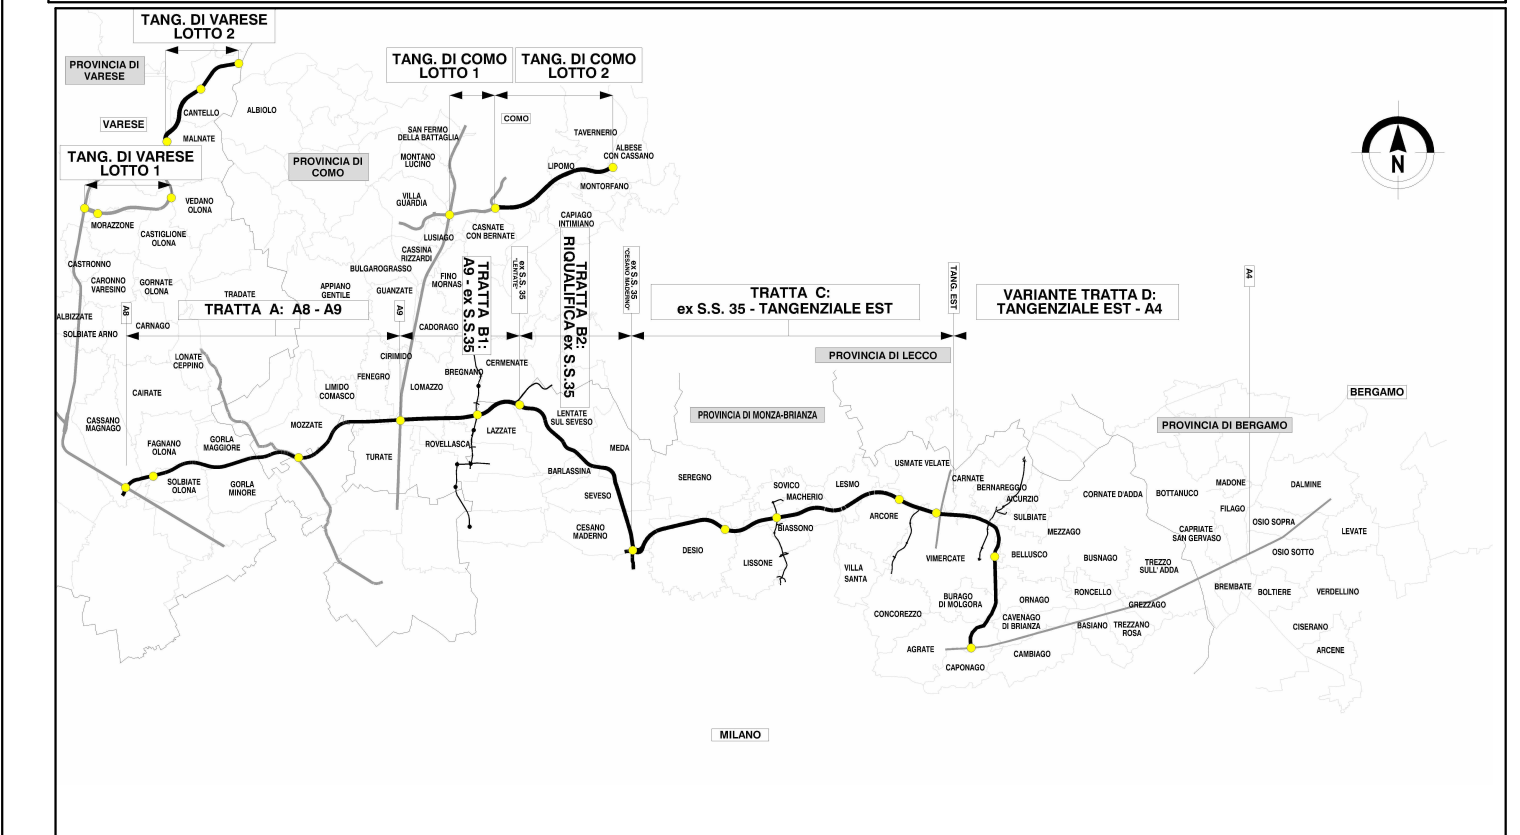 TANG. DI VARESE
LOTTO 2
PROVINCIA DI
VARESE
TANG. DI COMO
LOTTO 1
TANG. DI COMO
LOTTO 2
CANTELLO
ALBIOLO
VARESE
COMO
MALNATE
SAN FERMO
DELLA BATTAGLIA
TAVERNERIO
ALBESE
CON CASSANO
TANG. DI VARESE
LOTTO 1
PROVINCIA DI
COMO
MONTANO
LUCINO
LIPOMO
MONTORFANO
N
VEDANO
OLONA
VILLA
GUARDIA
MORAZZONE
CASTIGLIONE
OLONA
LUSIAGO
CASNATE
CON BERNATE
CAPIAGO
INTIMIANO
CASSINA
RIZZARDI
CASTRONNO
BULGAROGRASSO
CARONNO
VARESINO
GORNATE
OLONA
TRADATE
APPIANO
GENTILE
GUANZATE
FINO
MORNAS
TRATTA B1:
A9 - ex S.S.35
ex S.S. 35
"LENTATE"
TRATTA B2:
RIQUALIFICA ex S.S.35
ex S.S. 35
"CESANO MADERNO"
TRATTA C:
ex S.S. 35 - TANGENZIALE EST
TANG. EST
VARIANTE TRATTA D:
TANGENZIALE EST - A4
A4
A8
TRATTA A: A8 - A9
A9
ALBIZZATE
SOLBIATE ARNO
CARNAGO
CADORAGO
LONATE
CEPPINO
CIRIMIDO
CERMENATE
PROVINCIA DI LECCO
FENEGRO
BREGNANO
LIMIDO
COMASCO
LOMAZZO
CAIRATE
BERGAMO
CASSANO
MAGNAGO
MOZZATE
LENTATE
SUL SEVESO
PROVINCIA DI MONZA-BRIANZA
PROVINCIA DI BERGAMO
LAZZATE
FAGNANO
OLONA
GORLA
MAGGIORE
ROVELLASCA
MEDA
TURATE
USMATE VELATE
BARLASSINA
SOLBIATE
OLONA
GORLA
MINORE
SEREGNO
SOVICO
LESMO
CARNATE
BERNAREGGIO
MACHERIO
SEVESO
AICURZIO
CORNATE D'ADDA
BOTTANUCO
MADONE
DALMINE
FILAGO
ARCORE
SULBIATE
OSIO SOPRA
CESANO
MADERNO
BIASSONO
MEZZAGO
CAPRIATE
SAN GERVASO
LEVATE
DESIO
LISSONE
VIMERCATE
BELLUSCO
BUSNAGO
TREZZO
SULL' ADDA
OSIO SOTTO
VILLA
SANTA
BURAGO
DI MOLGORA
ORNAGO
RONCELLO
GREZZAGO
BREMBATE
BOLTIERE
VERDELLINO
CONCOREZZO
CAVENAGO
DI BRIANZA
BASIANO
TREZZANO
ROSA
CISERANO
AGRATE
CAMBIAGO
ARCENE
CAPONAGO
MILANO